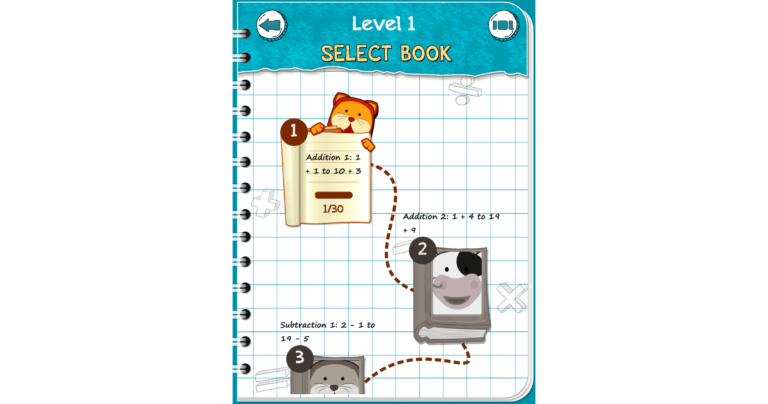 Level 1
SELECT BOOK
1
Addition 1: 1
+ 1 to 10 + 3
1/30
Addition 2: 1 + 4 to 19
+ 9
2
Subtraction 1: 2 - 1 to
19 - 5
3